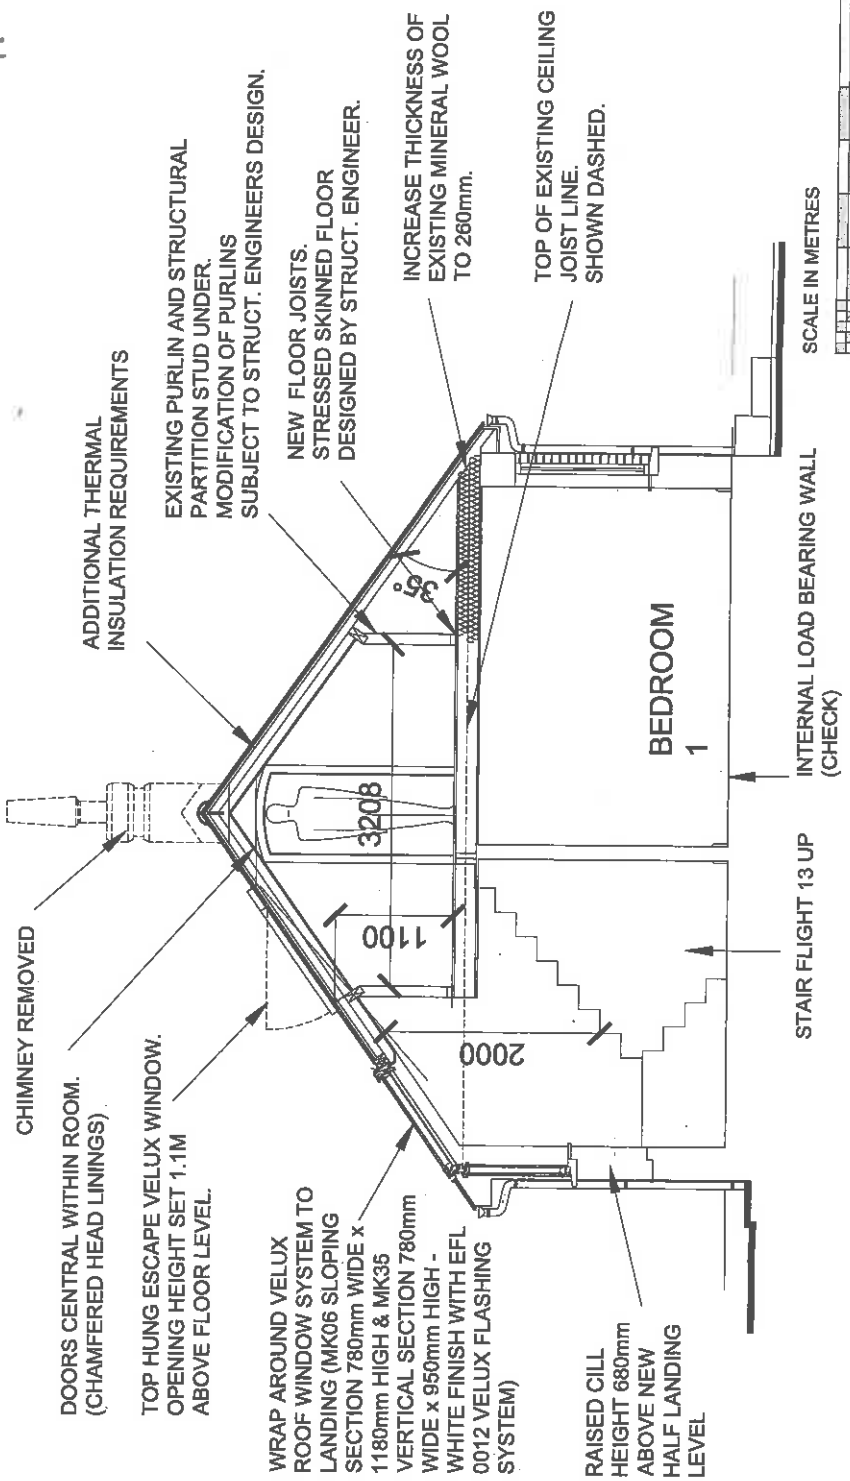 CHIMNEY REMOVED
DOORS CENTRAL WITHIN ROOM.
(CHAMFERED HEAD LININGS)
TOP HUNG ESCAPE VELUX WINDOW.
OPENING HEIGHT SET 1.1M
ABOVE FLOOR LEVEL.
WRAP AROUND VELUX
ROOF WINDOW SYSTEM TO
LANDING (MK06 SLOPING
SECTION 780mm WIDE x
1180mm HIGH & MK35
VERTICAL SECTION 780mm
WIDE x 950mm HIGH -
WHITE FINISH WITH EFL
0012 VELUX FLASHING
SYSTEM)
RAISED CILL
HEIGHT 680mm
ABOVE NEW
HALF LANDING
LEVEL
ADDITIONAL THERMAL
INSULATION REQUIREMENTS
EXISTING PURLIN AND STRUCTURAL
PARTITION STUD UNDER.
MODIFICATION OF PURLINS
SUBJECT TO STRUCT. ENGINEERS DESIGN.
NEW FLOOR JOISTS.
STRESSED SKINNED FLOOR
DESIGNED BY STRUCT. ENGINEER.
INCREASE THICKNESS OF
EXISTING MINERAL WOOL
TO 260mm.
TOP OF EXISTING CEILING
JOIST LINE.
SHOWN DASHED.
35°
3208
1100
2000
BEDROOM
1
STAIR FLIGHT 13 UP
INTERNAL LOAD BEARING WALL
(CHECK)
SCALE IN METRES